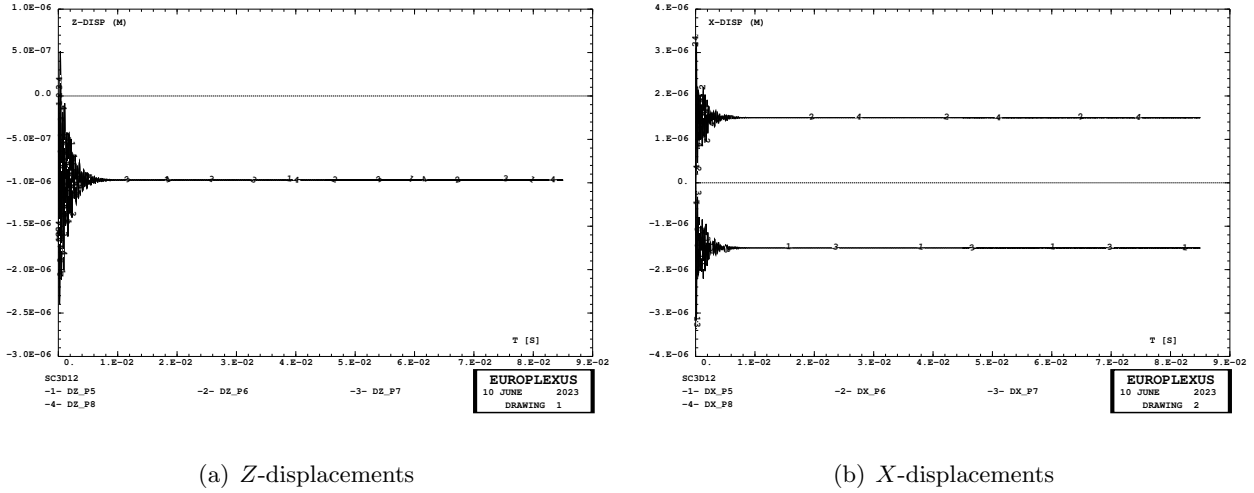 Z-DISP (M)
5.0E-07
0.0
-5.0E-07
-1.0E-06
-1.5E-06
-2.0E-06
-2.5E-06
-3.0E-06
T [S]
0. 1.E-02 2.E-02 3.E-02 4.E-02 5.E-02 6.E-02 7.E-02 8.E-02 9.E-02
SC3D12
-1- DZ_P5 -2- DZ_P6 -3- DZ_P7
-4- DZ_P8
EUROPLEXUS
10 JUNE 2023
DRAWING 1
(a) Z-displacements
4.E-06
X-DISP (M)
3.E-06
2.E-06
1.E-06
0.
-1.E-06
-2.E-06
-3.E-06
-4.E-06
T [S]
0. 1.E-02 2.E-02 3.E-02 4.E-02 5.E-02 6.E-02 7.E-02 8.E-02 9.E-02
SC3D12
-1- DX_P5 -2- DX_P6 -3- DX_P7
-4- DX_P8
EUROPLEXUS
10 JUNE 2023
DRAWING 2
(b) X-displacements